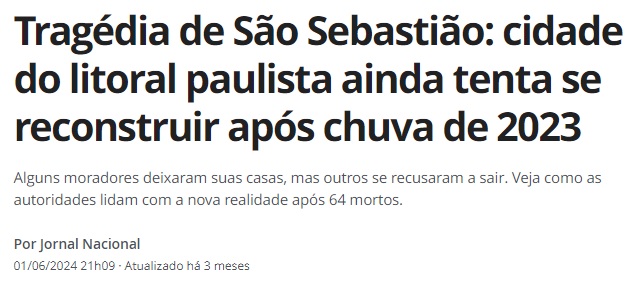 Tragédia de São Sebastião: cidade
do litoral paulista ainda tenta se
reconstruir após chuva de 2023
Alguns moradores deixaram suas casas, mas outros se recusaram a sair. Veja como as
autoridades lidam com a nova realidade após 64 mortos.
Por Jornal Nacional
01/06/2024 21h09 · Atualizado há 3 meses